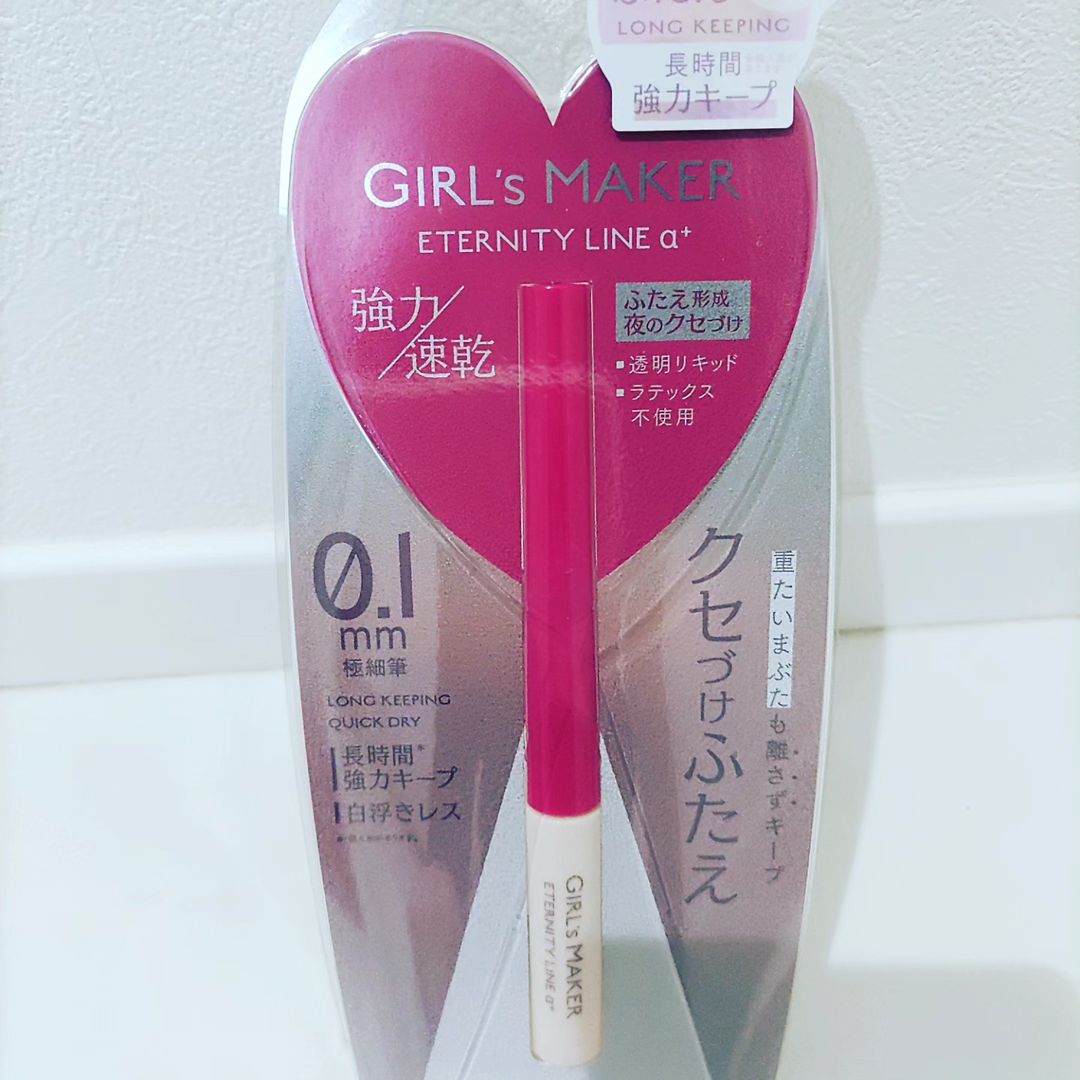 LONG KEEPING
長時間
強力キープ
GIRL's MAKER
ETERNITY LINE α+
強力/
速乾
ふたえ形成
夜のクセづけ
▪透明リキッド
▪ラテックス
不使用
0.1
mm
極細筆
LONG KEEPING
QUICK DRY
長時間*
強力キープ
白浮きレス
クセづけふたえ
重たいまぶたも離さずキープ
GIRL's MAKER
ETERNITY LINE α+